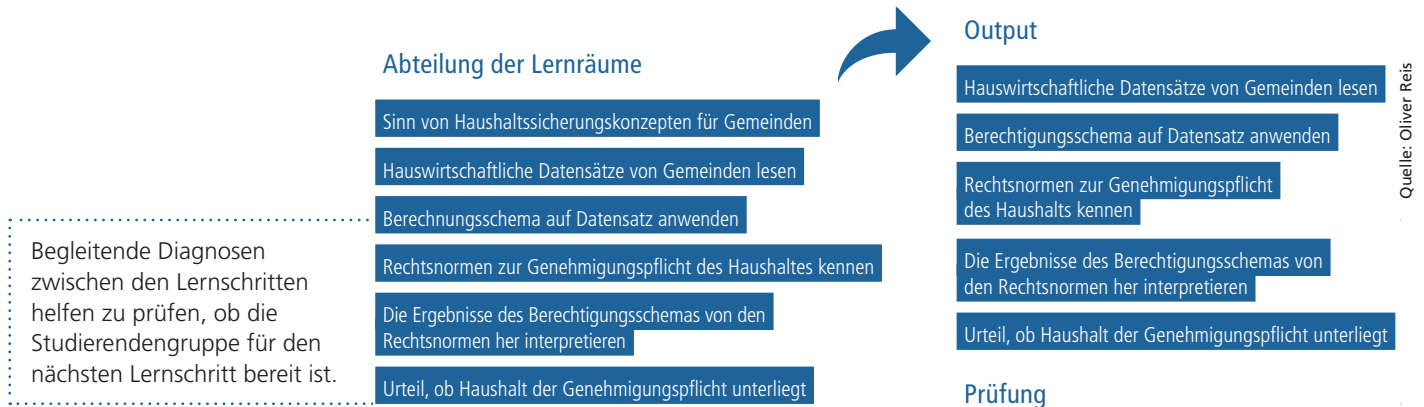 Abteilung der Lernräume
Sinn von Haushaltssicherungskonzepten für Gemeinden
Hauswirtschaftliche Datensätze von Gemeinden lesen
Berechnungsschema auf Datensatz anwenden
Rechtsnormen zur Genehmigungspflicht des Haushaltes kennen
Die Ergebnisse des Berechtigungsschemas von den
Rechtsnormen her interpretieren
Urteil, ob Haushalt der Genehmigungspflicht unterliegt
Begleitende Diagnosen
zwischen den Lernschritten
helfen zu prüfen, ob die
Studierendengruppe für den
nächsten Lernschritt bereit ist.
Output
Hauswirtschaftliche Datensätze von Gemeinden lesen
Berechtigungsschema auf Datensatz anwenden
Rechtsnormen zur Genehmigungspflicht
des Haushalts kennen
Die Ergebnisse des Berechtigungsschemas von
den Rechtsnormen her interpretieren
Urteil, ob Haushalt der Genehmigungspflicht unterliegt
Prüfung
Quelle: Oliver Reis